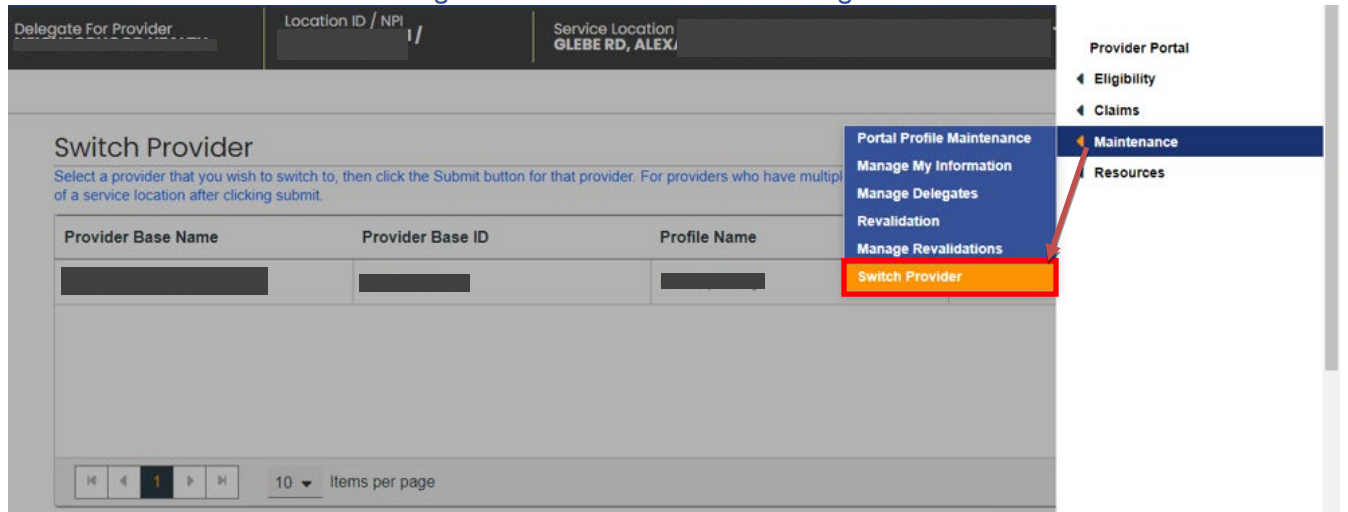 Delegate For Provider
Location ID / NPI
/
Service Location
GLEBE RD, ALEX
Provider Portal
Eligibility
Claims
Maintenance
Resources
Portal Profile Maintenance
Manage My Information
Manage Delegates
Revalidation
Manage Revalidations
Switch Provider
Switch Provider
Select a provider that you wish to switch to, then click the Submit button for that provider. For providers who have multipl
of a service location after clicking submit.
Provider Base Name Provider Base ID Profile Name
1 10 Items per page